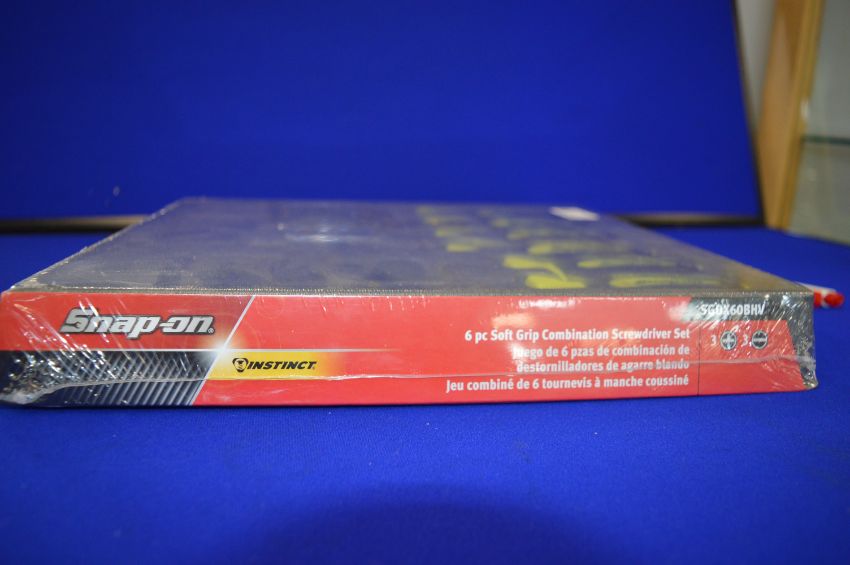 Snap-on
INSTINCT
6 pc Soft Grip Combination Screwdriver Set
Juego de 6 pzas de combinación de
destornilladores de agarre blando
Jeu combiné de 6 tournevis à manche coussiné
SGDX60BHV
3 3